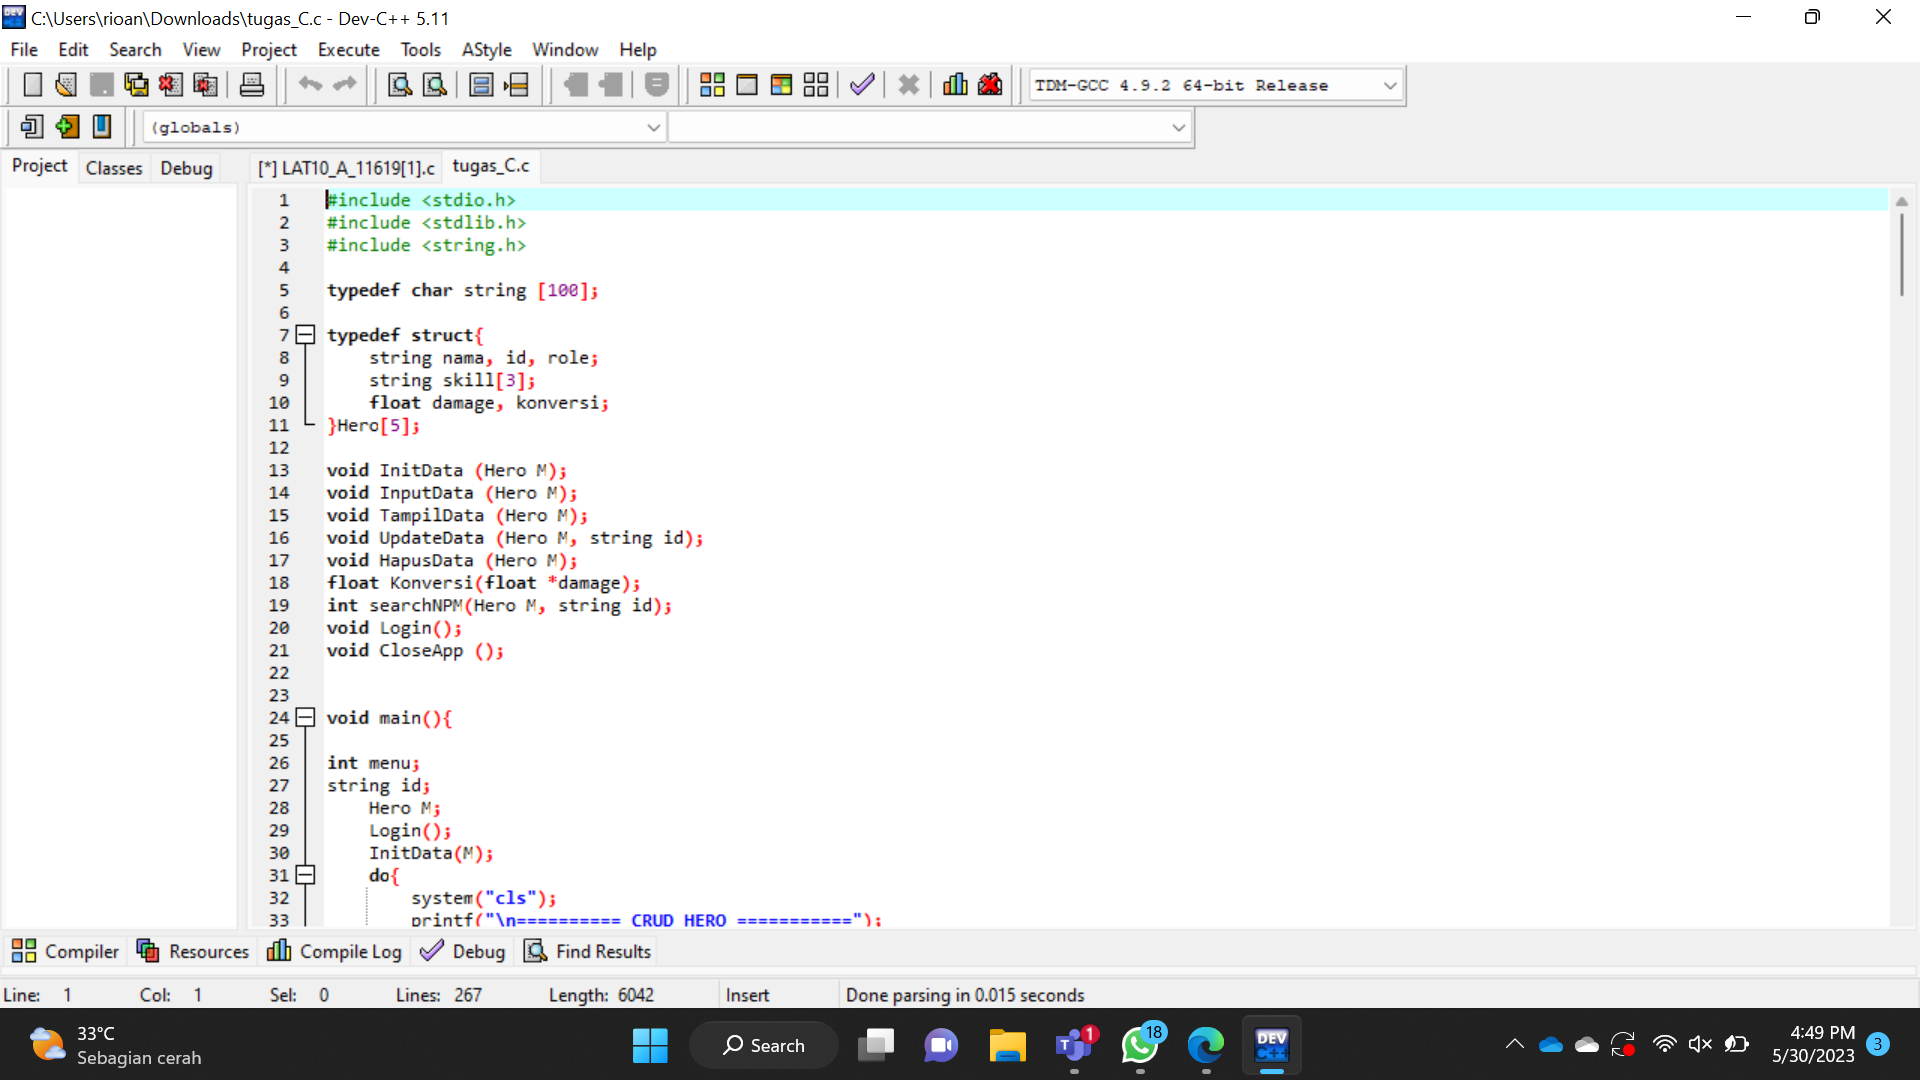 C:\Users\rioan\Downloads\tugas_C.c - Dev-C++ 5.11
File Edit Search View Project Execute Tools AStyle Window Help
TDM-GCC 4.9.2 64-bit Release
(globals)
Project Classes Debug [*] LAT10_A_11619[1].c tugas_C.c
1 #include <stdio.h>
2 #include <stdlib.h>
3 #include <string.h>
4
5 typedef char string [100];
6
7 typedef struct{
8 string nama, id, role;
9 string skill[3];
10 float damage, konversi;
11 }Hero[5];
12
13 void InitData (Hero M);
14 void InputData (Hero M);
15 void TampilData (Hero M);
16 void UpdateData (Hero M, string id);
17 void HapusData (Hero M);
18 float Konversi(float *damage);
19 int searchNPM(Hero M, string id);
20 void Login();
21 void CloseApp ();
22
23
24 void main(){
25
26 int menu;
27 string id;
28 Hero M;
29 Login();
30 InitData(M);
31 do{
32 system("cls");
33 printf("\n========== CRUD HERO ===========");
Compiler Resources Compile Log Debug Find Results
Line: 1 Col: 1 Sel: 0 Lines: 267 Length: 6042 Insert Done parsing in 0.015 seconds
33°C
Sebagian cerah
Search
1
18
DEV
C++
4:49 PM
5/30/2023
3